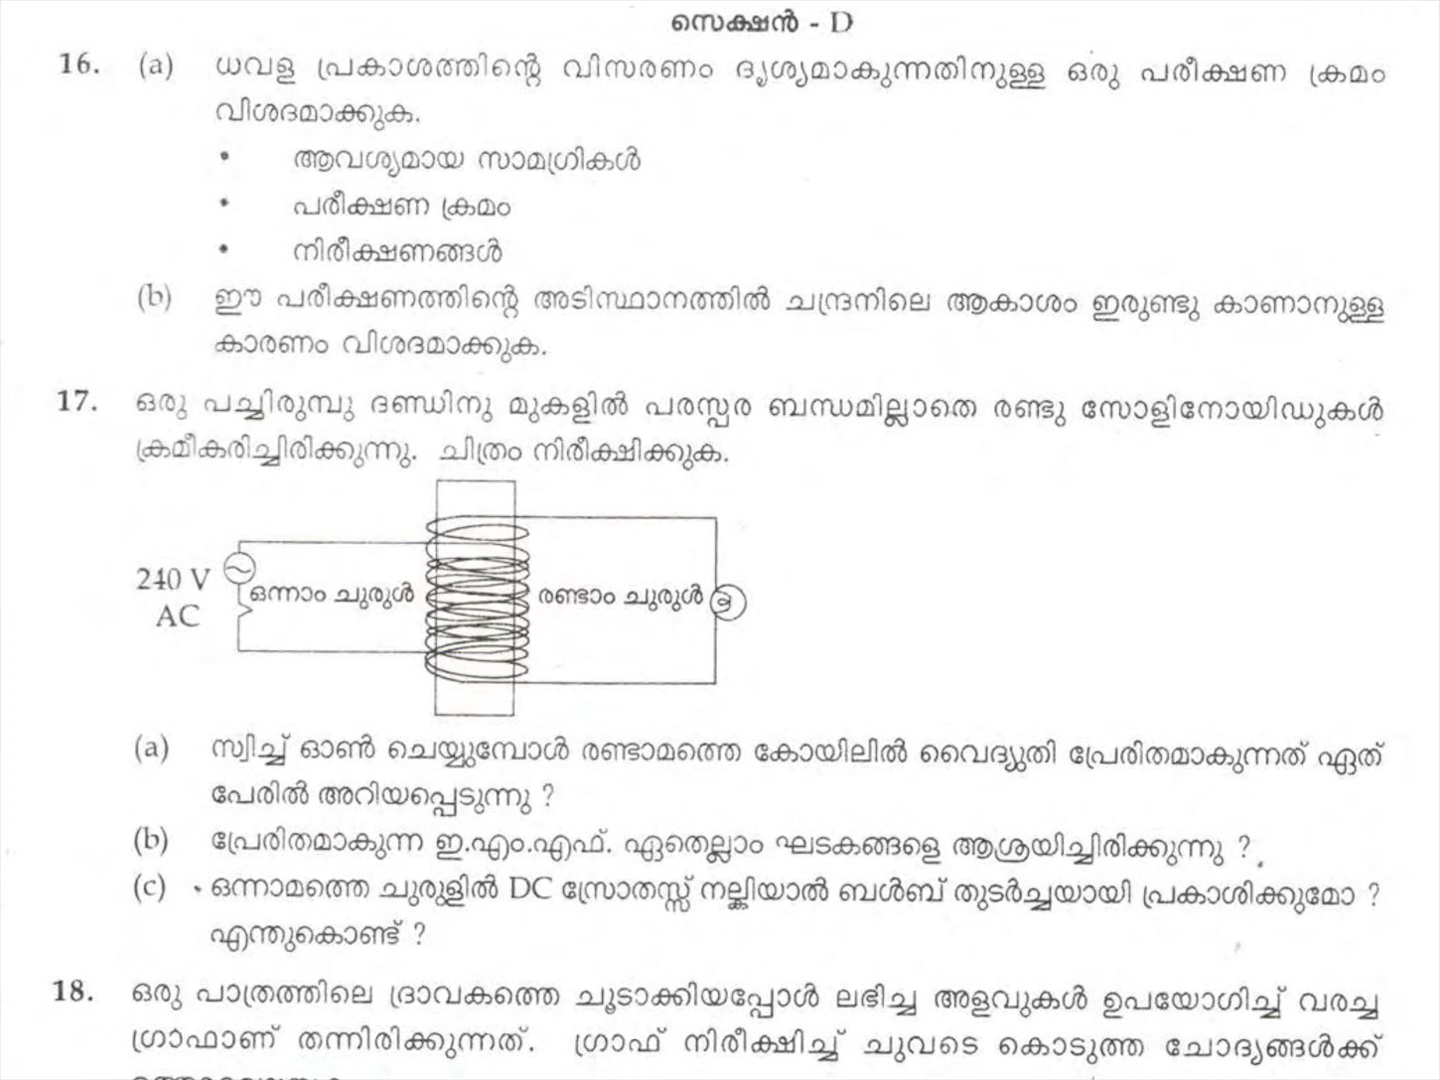 സെക്ഷൻ - D
16. (a) ധവള പ്രകാശത്തിന്റെ വിസരണം ദൃശ്യമാകുന്നതിനുള്ള ഒരു പരീക്ഷണ ക്രമം
വിശദമാക്കുക.
• ആവശ്യമായ സാമഗ്രികൾ
• പരീക്ഷണ ക്രമം
• നിരീക്ഷണങ്ങൾ
(b) ഈ പരീക്ഷണത്തിന്റെ അടിസ്ഥാനത്തിൽ ചന്ദ്രനിലെ ആകാശം ഇരുണ്ടു കാണാനുള്ള
കാരണം വിശദമാക്കുക.
17. ഒരു പച്ചിരുമ്പു ദണ്ഡിനു മുകളിൽ പരസ്പര ബന്ധമില്ലാതെ രണ്ടു സോളിനോയിഡുകൾ
ക്രമീകരിച്ചിരിക്കുന്നു. ചിത്രം നിരീക്ഷിക്കുക.
240 V
AC
ഒന്നാം ചുരുൾ
രണ്ടാം ചുരുൾ
(a) സ്വിച്ച് ഓൺ ചെയ്യുമ്പോൾ രണ്ടാമത്തെ കോയിലിൽ വൈദ്യുതി പ്രേരിതമാകുന്നത് ഏത്
പേരിൽ അറിയപ്പെടുന്നു ?
(b) പ്രേരിതമാകുന്ന ഇ.എം.എഫ്. ഏതെല്ലാം ഘടകങ്ങളെ ആശ്രയിച്ചിരിക്കുന്നു ?
(c) ഒന്നാമത്തെ ചുരുളിൽ DC സ്രോതസ്സ് നല്കിയാൽ ബൾബ് തുടർച്ചയായി പ്രകാശിക്കുമോ ?
എന്തുകൊണ്ട് ?
18. ഒരു പാത്രത്തിലെ ദ്രാവകത്തെ ചൂടാക്കിയപ്പോൾ ലഭിച്ച അളവുകൾ ഉപയോഗിച്ച് വരച്ച
ഗ്രാഫാണ് തന്നിരിക്കുന്നത്. ഗ്രാഫ് നിരീക്ഷിച്ച് ചുവടെ കൊടുത്ത ചോദ്യങ്ങൾക്ക്